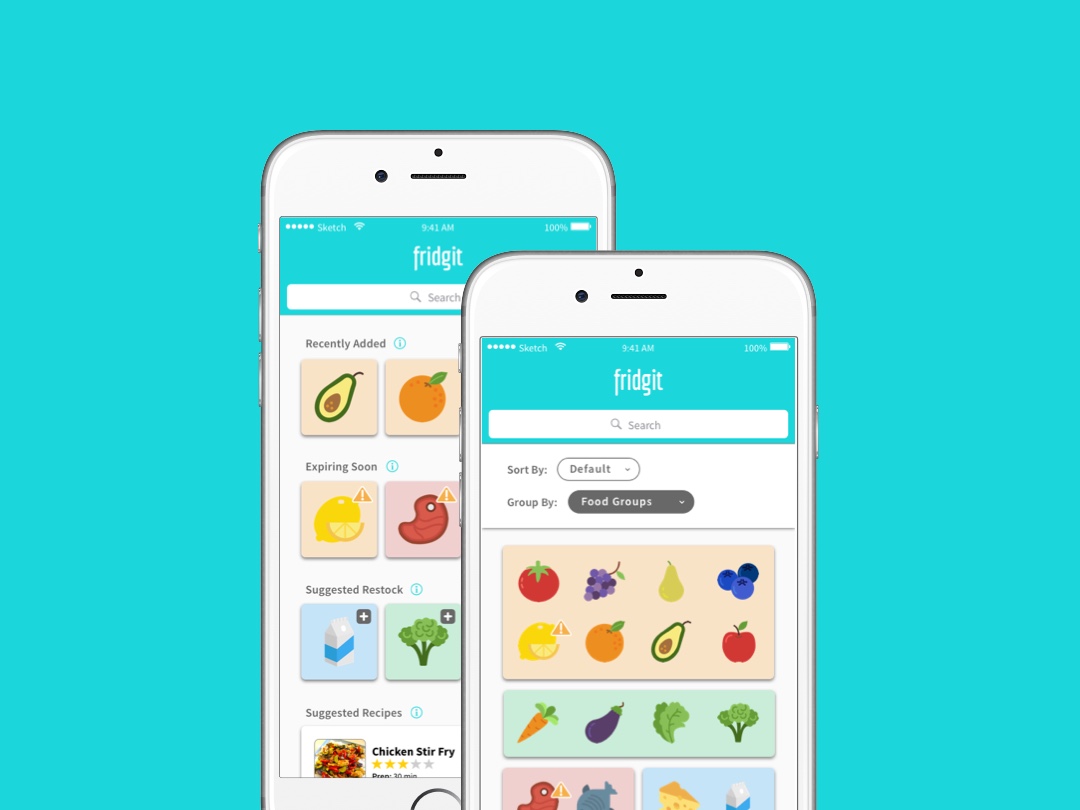 Sketch
9:41 AM
100%
fridgit
Search
Recently Added
Expiring Soon
Suggested Restock
Suggested Recipes
Chicken Stir Fry
Prep: 30 min
Sketch
9:41 AM
100%
fridgit
Search
Sort By: Default
Group By: Food Groups